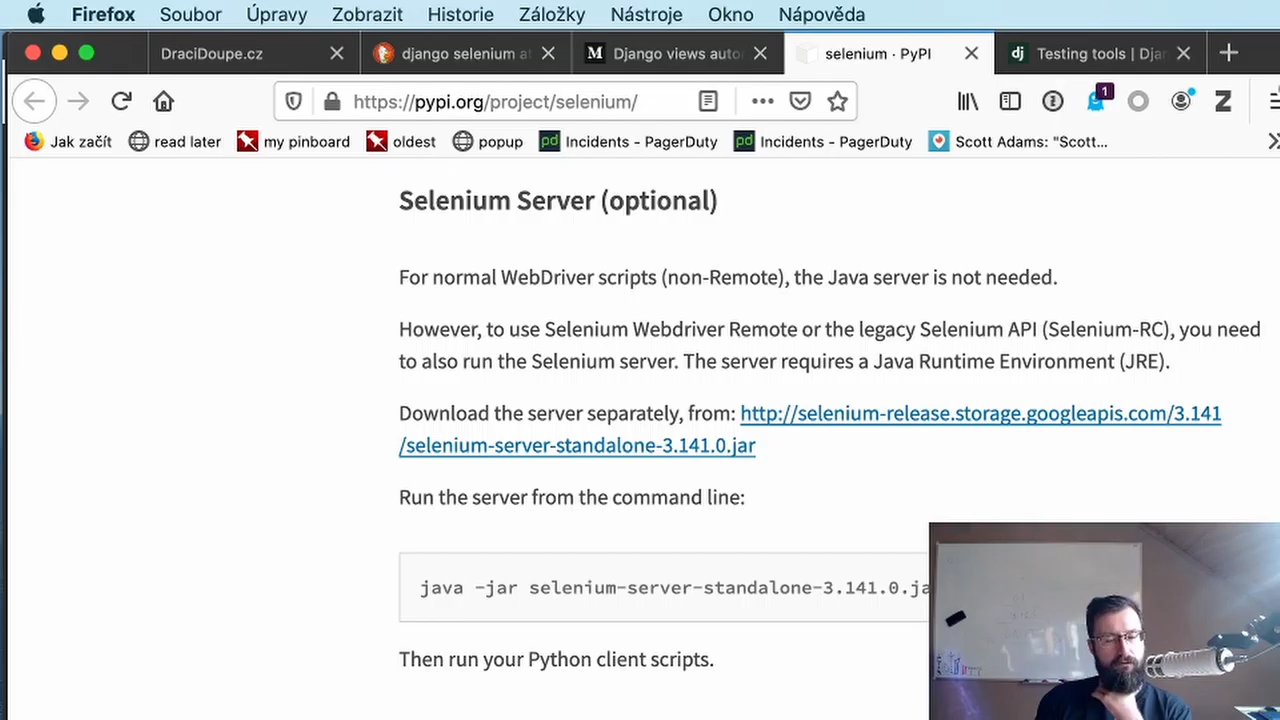 Firefox Soubor Úpravy Zobrazit Historie Záložky Nástroje Okno Nápověda
DraciDoupe.cz django selenium a Django views auto selenium · PyPI Testing tools | Dja
https://pypi.org/project/selenium/ 1 Z
Jak začít read later my pinboard oldest popup pd Incidents - PagerDuty pd Incidents - PagerDuty Scott Adams: "Scott...
Selenium Server (optional)
For normal WebDriver scripts (non-Remote), the Java server is not needed.
However, to use Selenium Webdriver Remote or the legacy Selenium API (Selenium-RC), you need
to also run the Selenium server. The server requires a Java Runtime Environment (JRE).
Download the server separately, from: http://selenium-release.storage.googleapis.com/3.141
/selenium-server-standalone-3.141.0.jar
Run the server from the command line:
java -jar selenium-server-standalone-3.141.0.ja
Then run your Python client scripts.